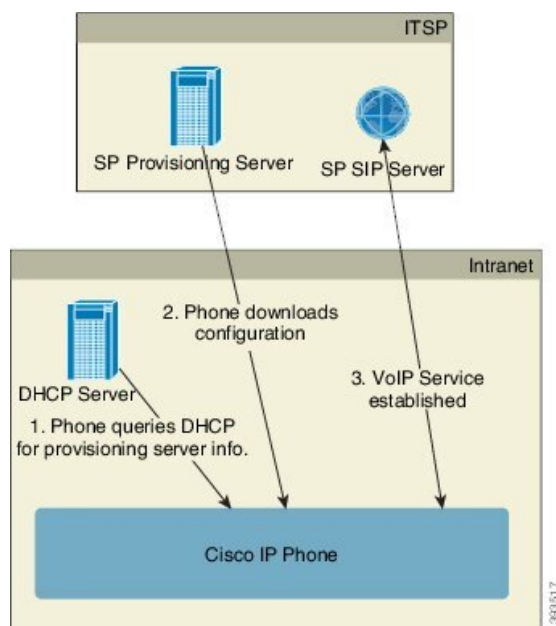 ITSP
SP Provisioning Server
SP SIP Server
Intranet
2. Phone downloads
configuration
DHCP Server
3. VoIP Service
established
1. Phone queries DHCP
for provisioning server info.
Cisco IP Phone
393517